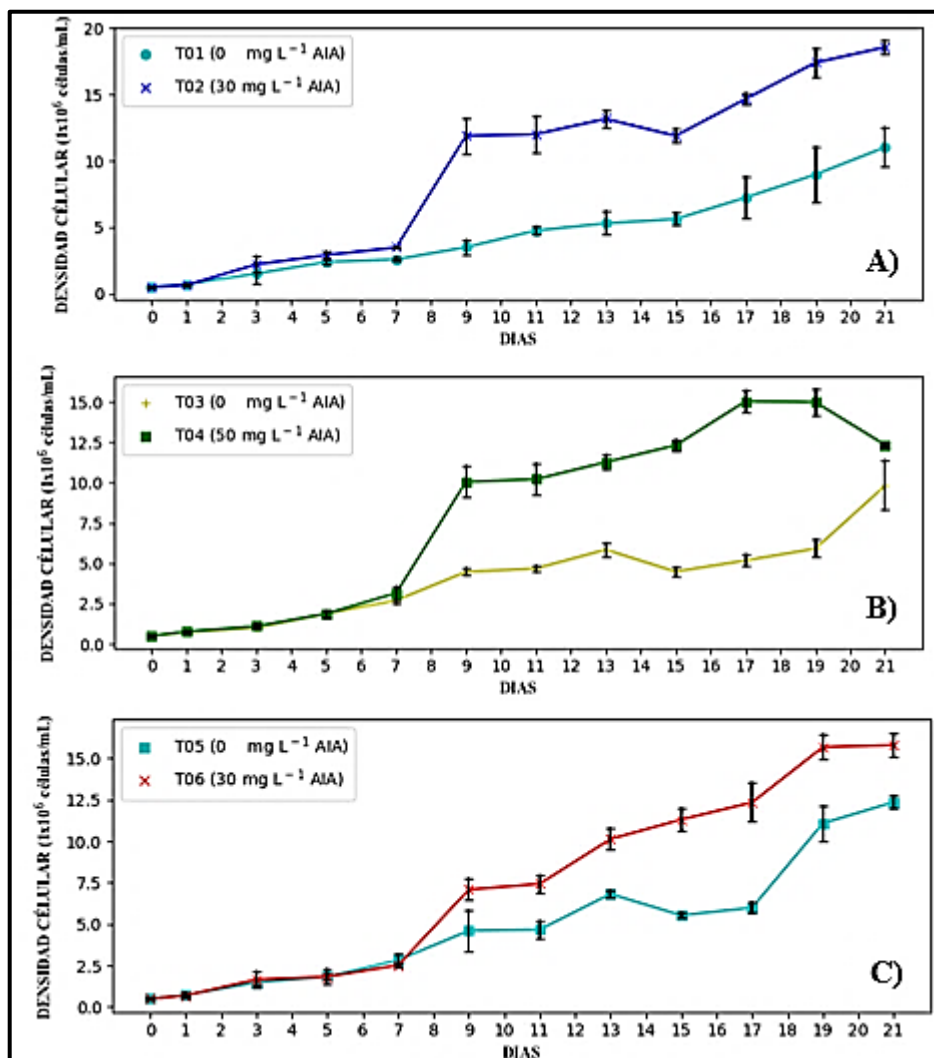 20
15
10
5
0
DENSIDAD CÉLULAR (1x10⁶ células/mL)
T01 (0 mg L⁻¹ AIA)
T02 (30 mg L⁻¹ AIA)
A)
0 1 2 3 4 5 6 7 8 9 10 11 12 13 14 15 16 17 18 19 20 21
DIAS
15.0
12.5
10.0
7.5
5.0
2.5
0.0
DENSIDAD CÉLULAR (1x10⁶ células/mL)
T03 (0 mg L⁻¹ AIA)
T04 (50 mg L⁻¹ AIA)
B)
0 1 2 3 4 5 6 7 8 9 10 11 12 13 14 15 16 17 18 19 20 21
DIAS
15.0
12.5
10.0
7.5
5.0
2.5
0.0
DENSIDAD CÉLULAR (1x10⁶ células/mL)
T05 (0 mg L⁻¹ AIA)
T06 (30 mg L⁻¹ AIA)
C)
0 1 2 3 4 5 6 7 8 9 10 11 12 13 14 15 16 17 18 19 20 21
DIAS